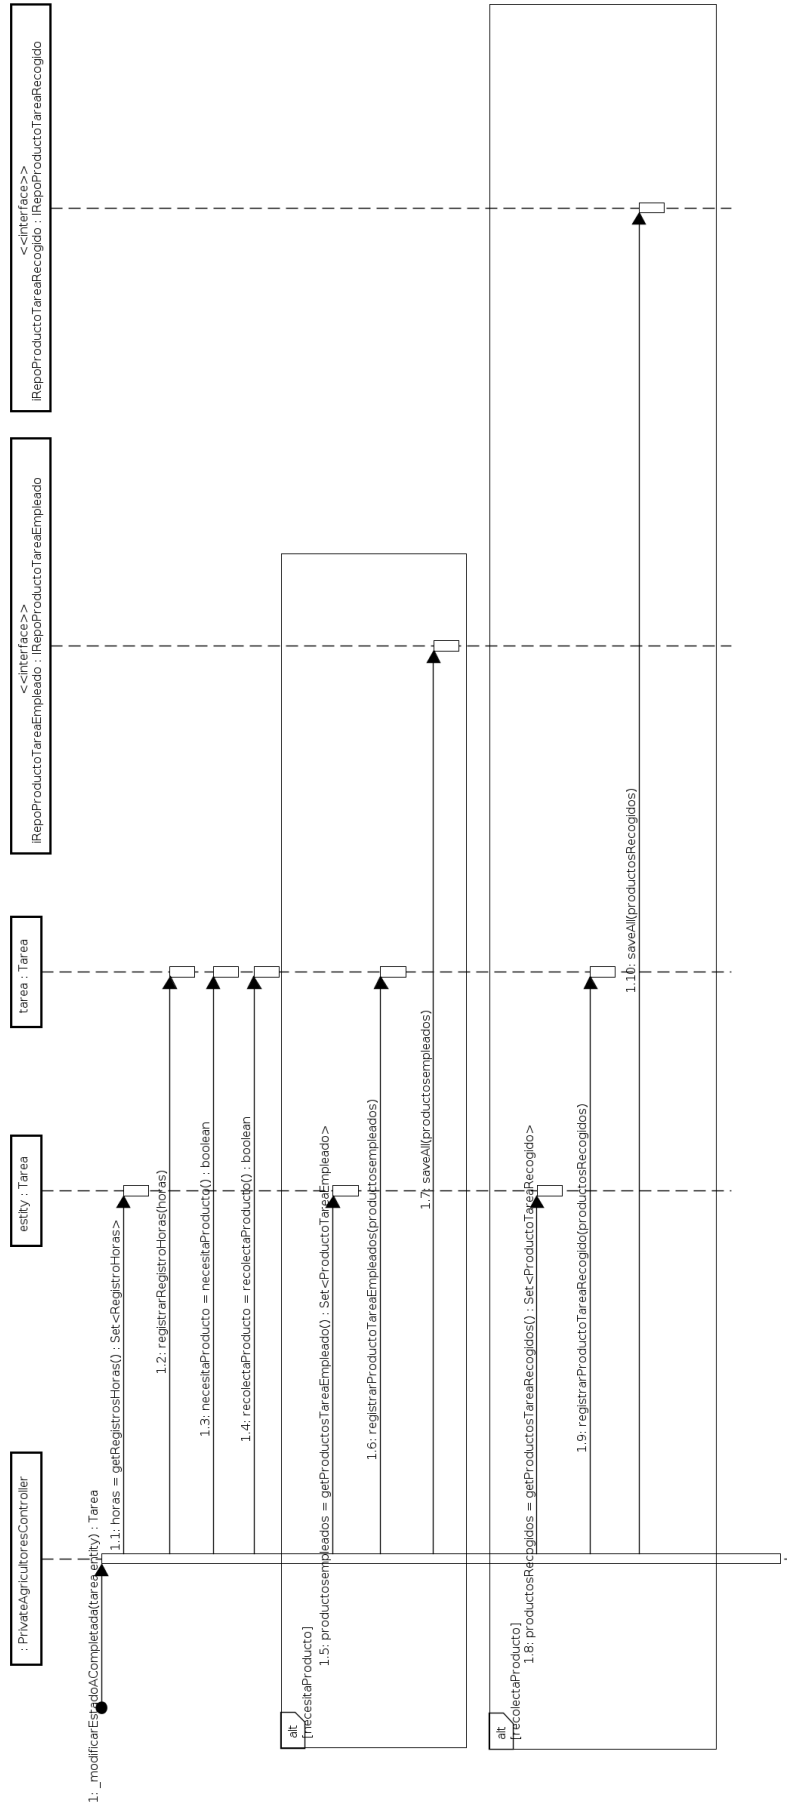 : PrivateAgricultoresController
entity : Tarea
tarea : Tarea
<<interface>>
iRepoProductoTareaEmpleado : IRepoProductoTareaEmpleado
<<interface>>
iRepoProductoTareaRecogido : IRepoProductoTareaRecogido
1: _modificarEstadoACompletada(tarea,entity) : Tarea
1.1: horas = getRegistrosHoras() : Set<RegistroHoras>
1.2: registrarRegistroHoras(horas)
1.3: necesitaProducto = necesitaProducto() : boolean
1.4: recolectaProducto = recolectaProducto() : boolean
alt
[necesitaProducto]
1.5: productosempleados = getProductosTareaEmpleado() : Set<ProductoTareaEmpleado>
1.6: registrarProductoTareaEmpleados(productosempleados)
1.7: saveAll(productosempleados)
alt
[recolectaProducto]
1.8: productosRecogidos = getProductosTareaRecogidos() : Set<ProductoTareaRecogido>
1.9: registrarProductoTareaRecogido(productosRecogidos)
1.10: saveAll(productosRecogidos)